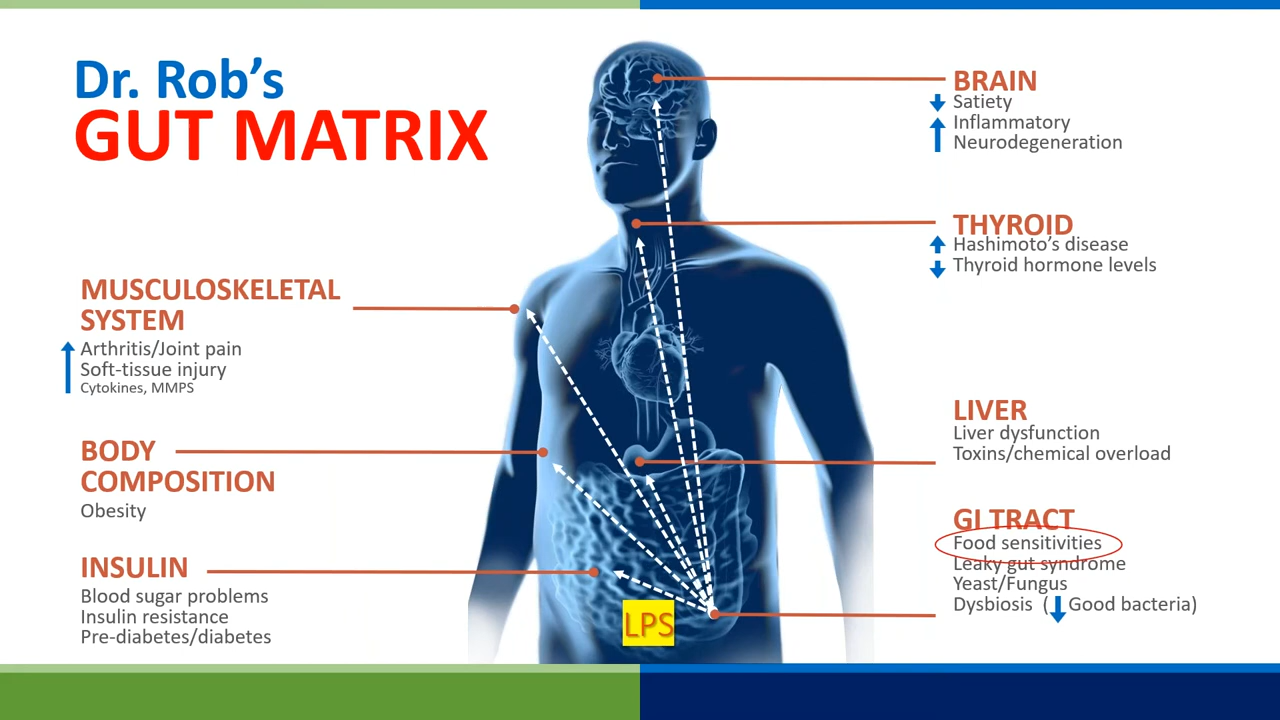 Dr. Rob's
GUT MATRIX
MUSCULOSKELETAL
SYSTEM
Arthritis/Joint pain
Soft-tissue injury
Cytokines, MMPS
BODY
COMPOSITION
Obesity
INSULIN
Blood sugar problems
Insulin resistance
Pre-diabetes/diabetes
LPS
BRAIN
Satiety
Inflammatory
Neurodegeneration
THYROID
Hashimoto's disease
Thyroid hormone levels
LIVER
Liver dysfunction
Toxins/chemical overload
GI TRACT
Food sensitivities
Leaky gut syndrome
Yeast/Fungus
Dysbiosis ( Good bacteria)